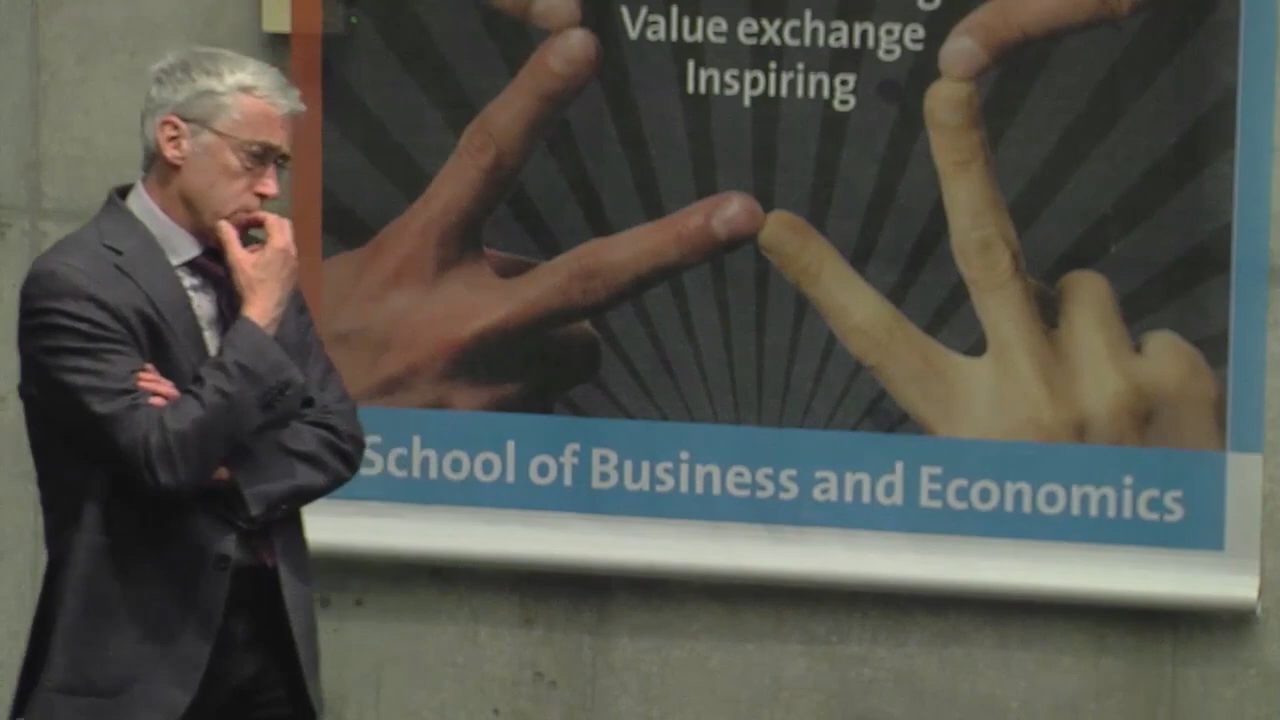 Value exchange
Inspiring
School of Business and Economics